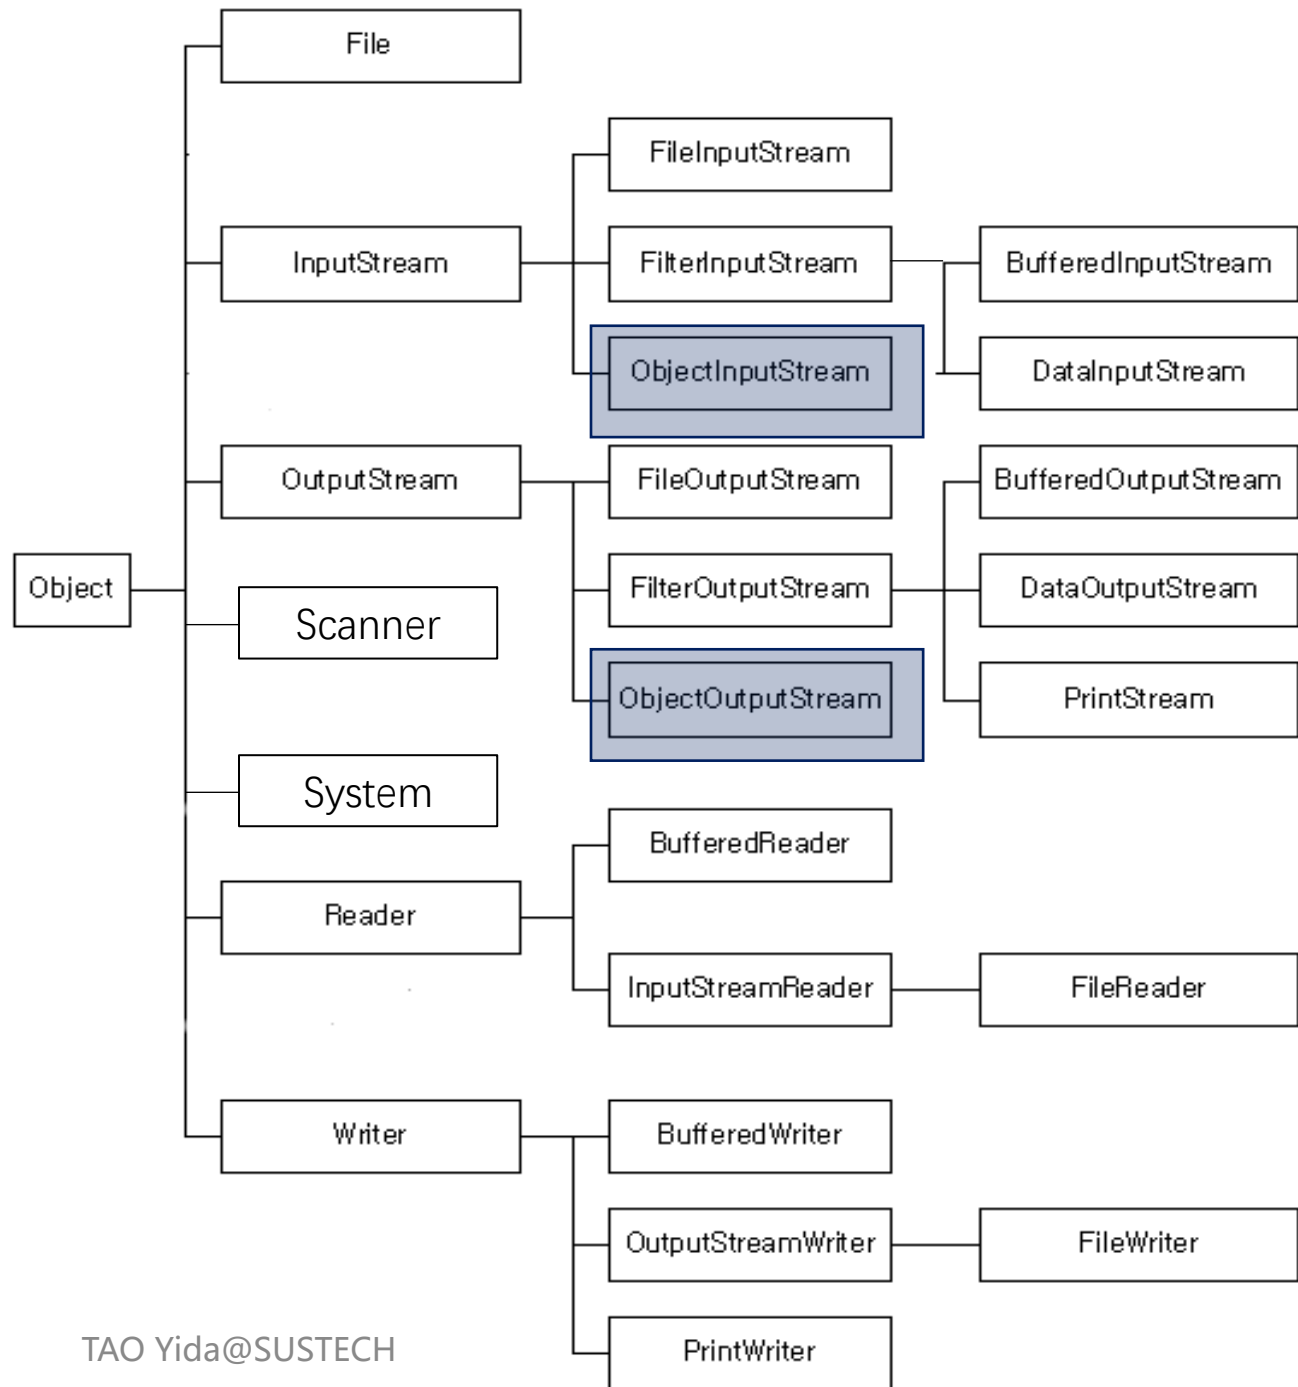 File
FileInputStream
InputStream
FilterInputStream
BufferedInputStream
ObjectInputStream
DataInputStream
OutputStream
FileOutputStream
BufferedOutputStream
Object
FilterOutputStream
DataOutputStream
Scanner
ObjectOutputStream
PrintStream
System
BufferedReader
Reader
InputStreamReader
FileReader
Writer
BufferedWriter
OutputStreamWriter
FileWriter
PrintWriter
TAO Yida@SUSTECH